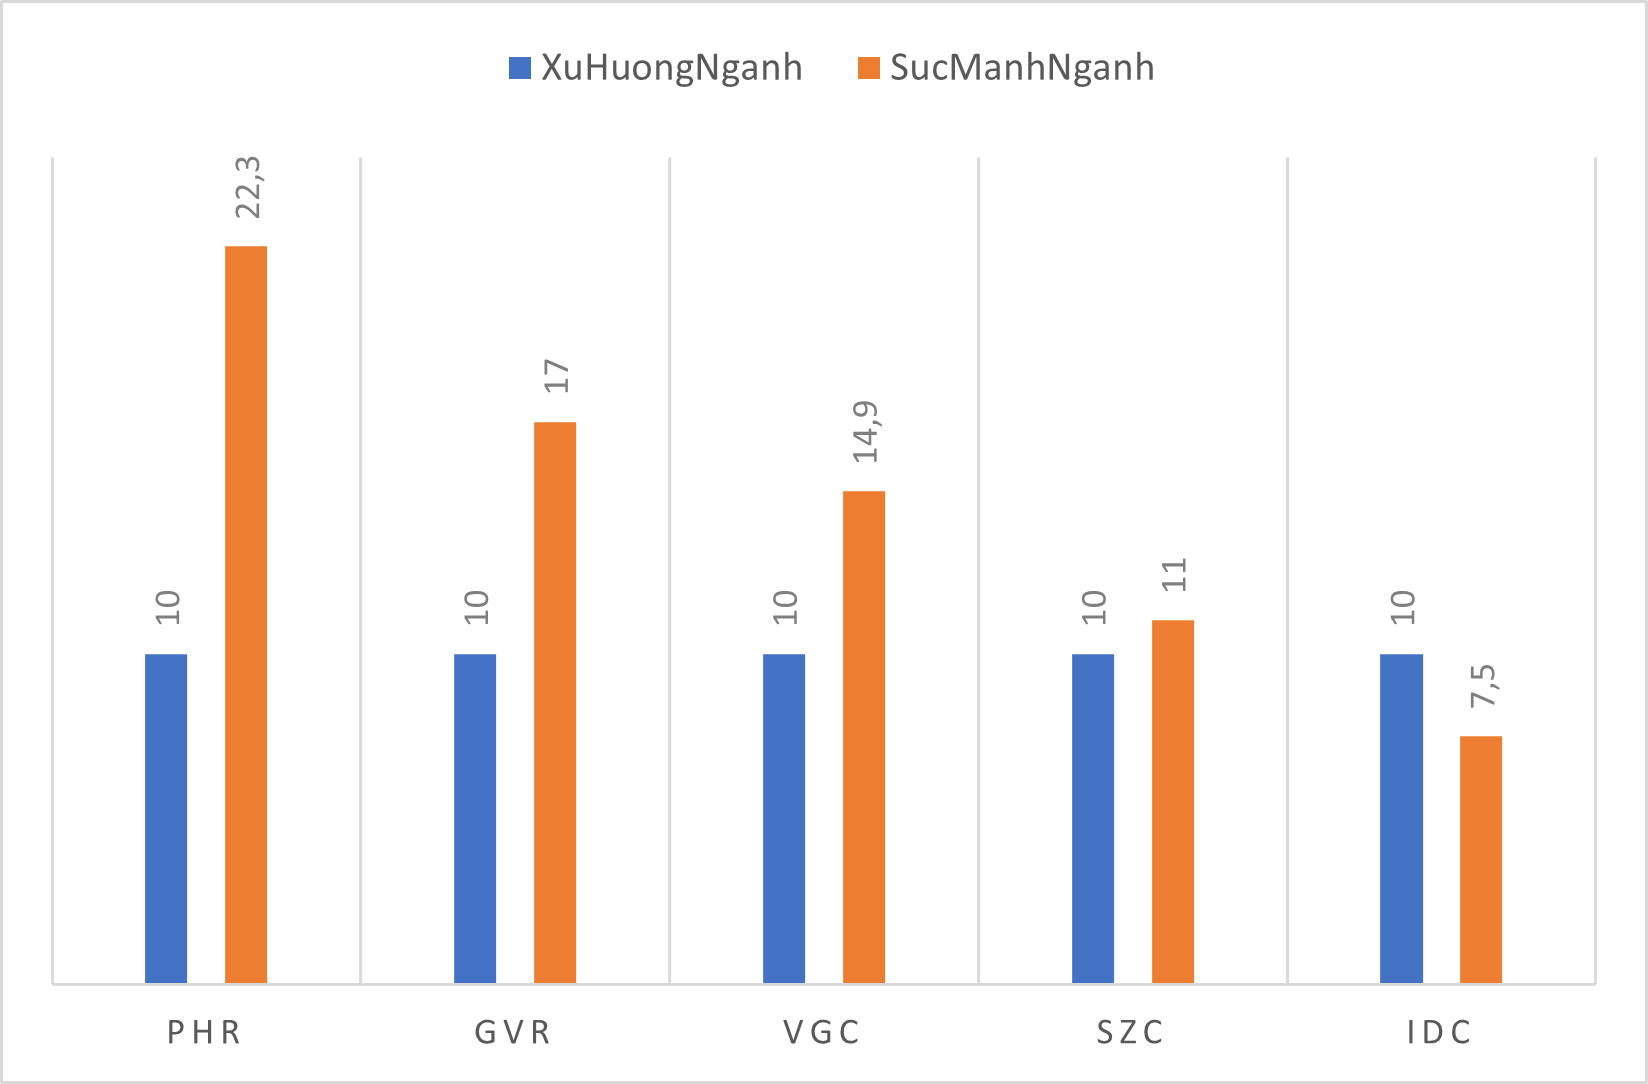 XuHuongNganh SucManhNganh
22,3
17
14,9
11
7,5
10 10 10 10 10
PHR GVR VGC SZC IDC